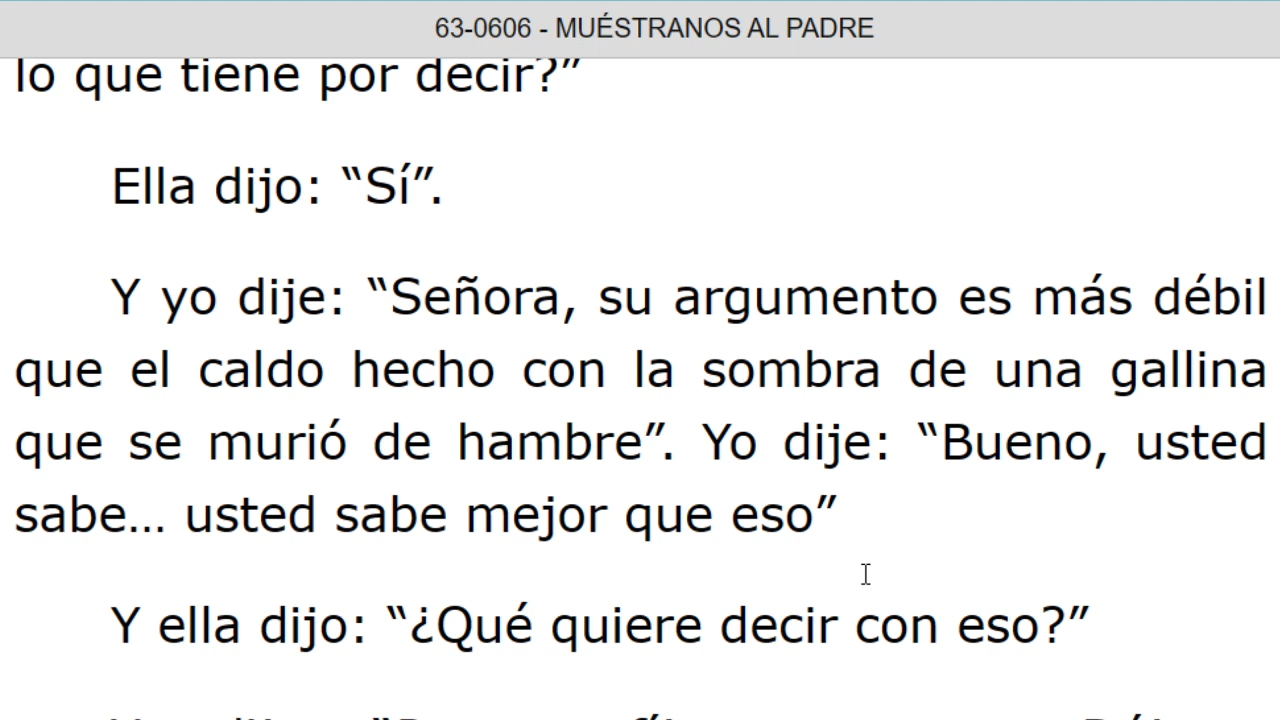 63-0606 - MUÉSTRANOS AL PADRE
lo que tiene por decir?”
Ella dijo: “Sí”.
Y yo dije: “Señora, su argumento es más débil
que el caldo hecho con la sombra de una gallina
que se murió de hambre”. Yo dije: “Bueno, usted
sabe... usted sabe mejor que eso”
Y ella dijo: “¿Qué quiere decir con eso?”